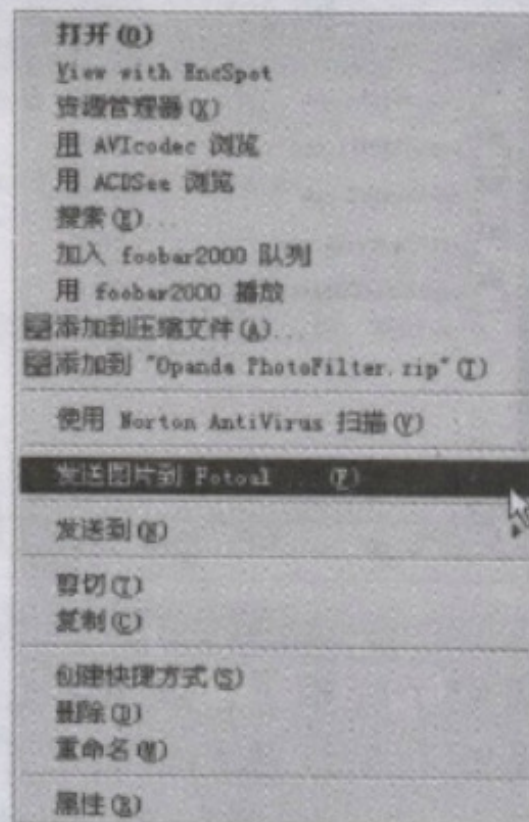 打开(O)
View with EncSpot
资源管理器(X)
用 AVIcodec 浏览
用 ACDSee 浏览
搜索(E)...
加入 foobar2000 队列
用 foobar2000 播放
添加到压缩文件(A)...
添加到 "Opanda PhotoFilter.rip"(T)
使用 Norton AntiVirus 扫描(V)
发送图片到 Fotoal ... (F)
发送到(N)
剪切(T)
复制(C)
创建快捷方式(S)
删除(D)
重命名(M)
属性(R)